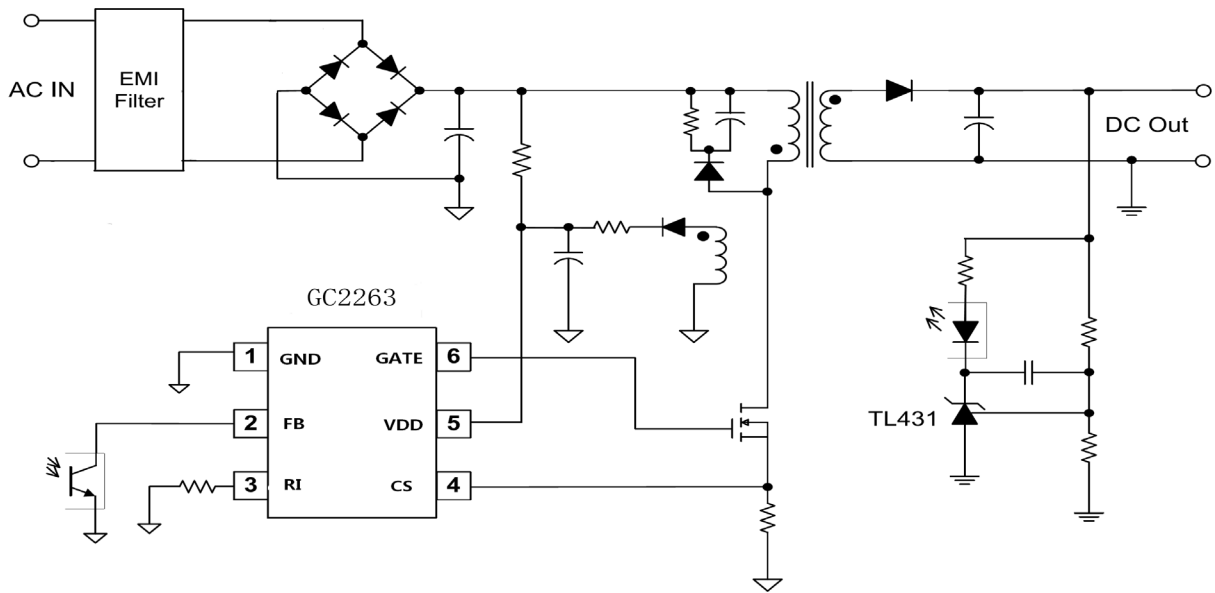 AC IN
EMI
Filter
DC Out
GC2263
1 GND GATE 6
2 FB VDD 5
3 RI CS 4
TL431